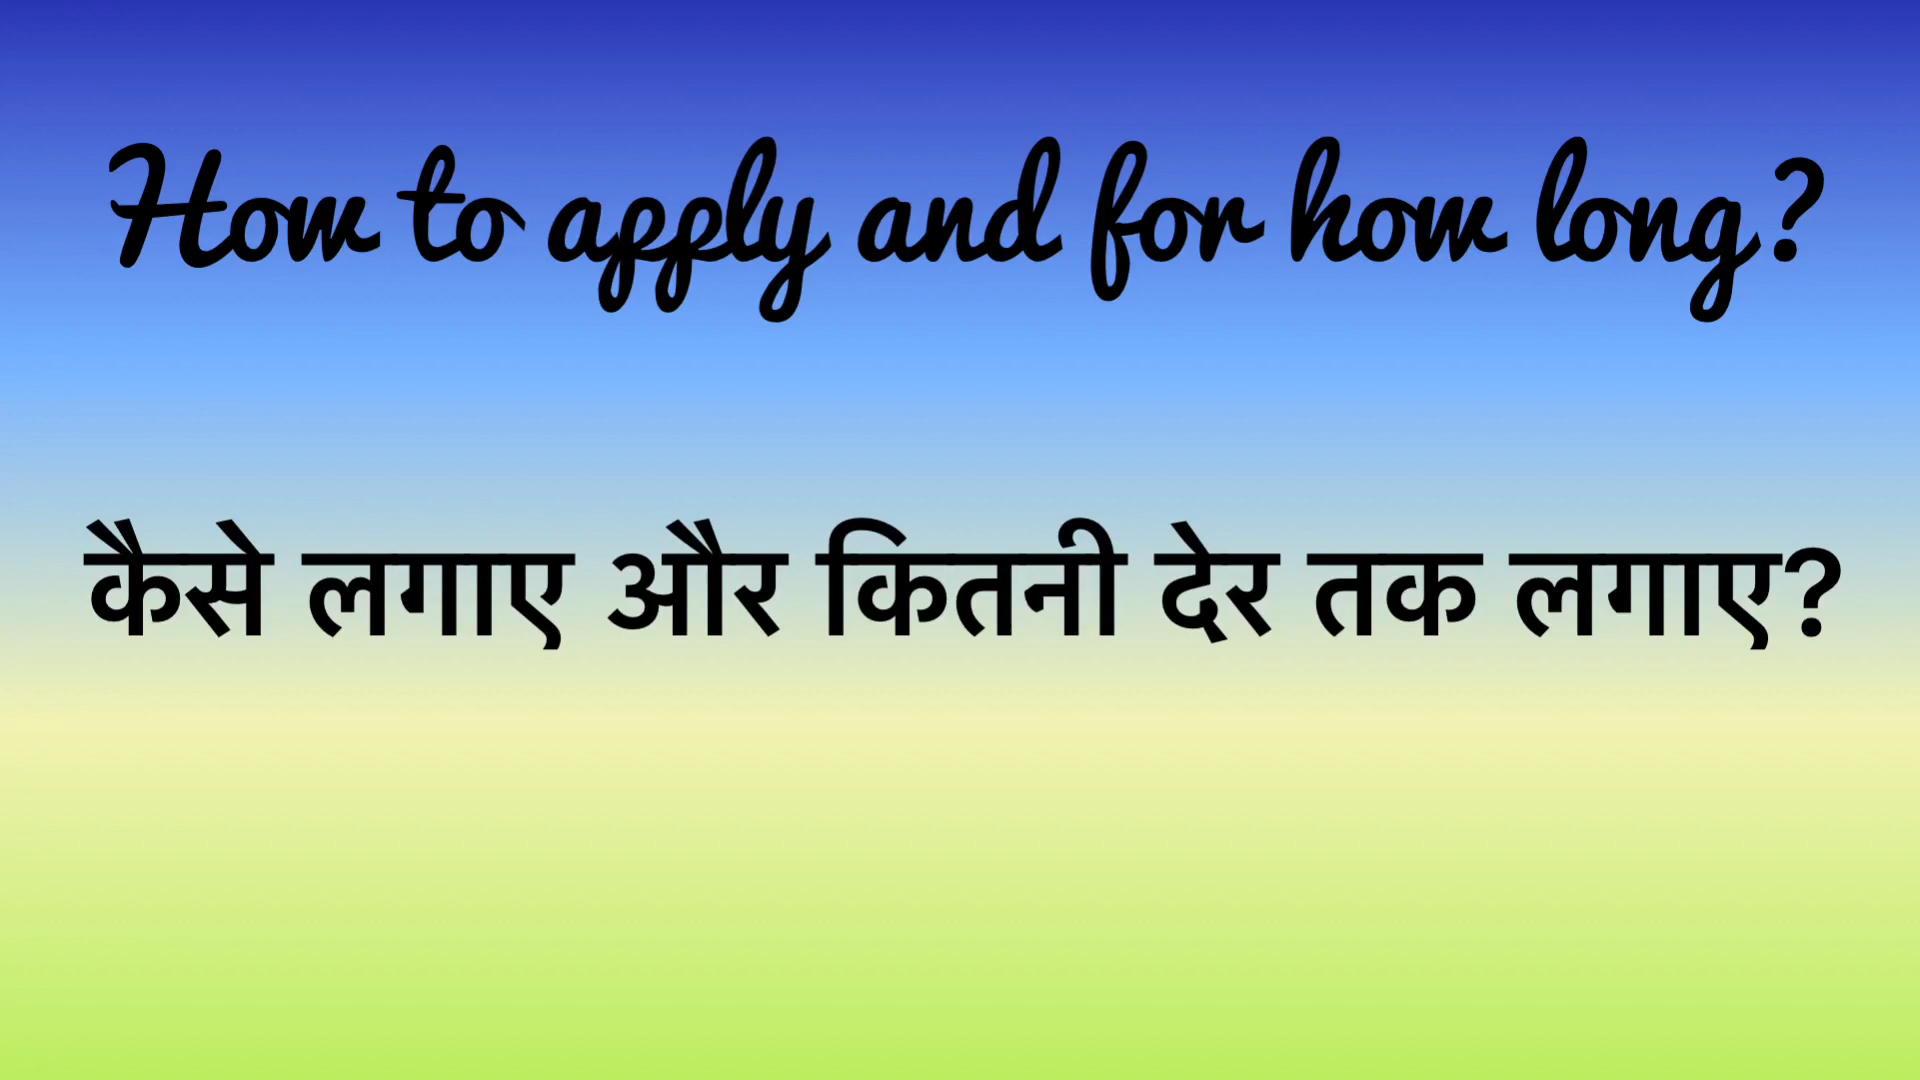 How to apply and for how long?
कैसे लगाए और कितनी देर तक लगाए?